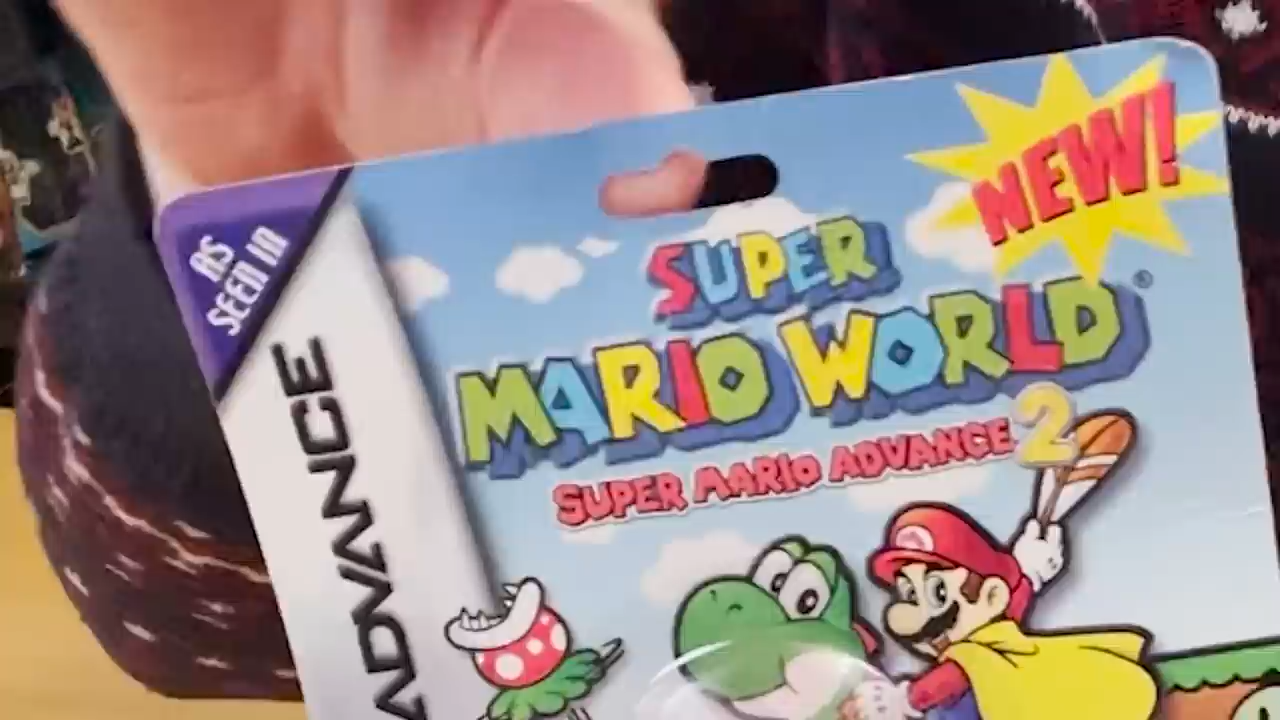 AS
SEEN IN
ADVANCE
NEW!
SUPER
MARIO WORLD®
SUPER MARIO ADVANCE 2